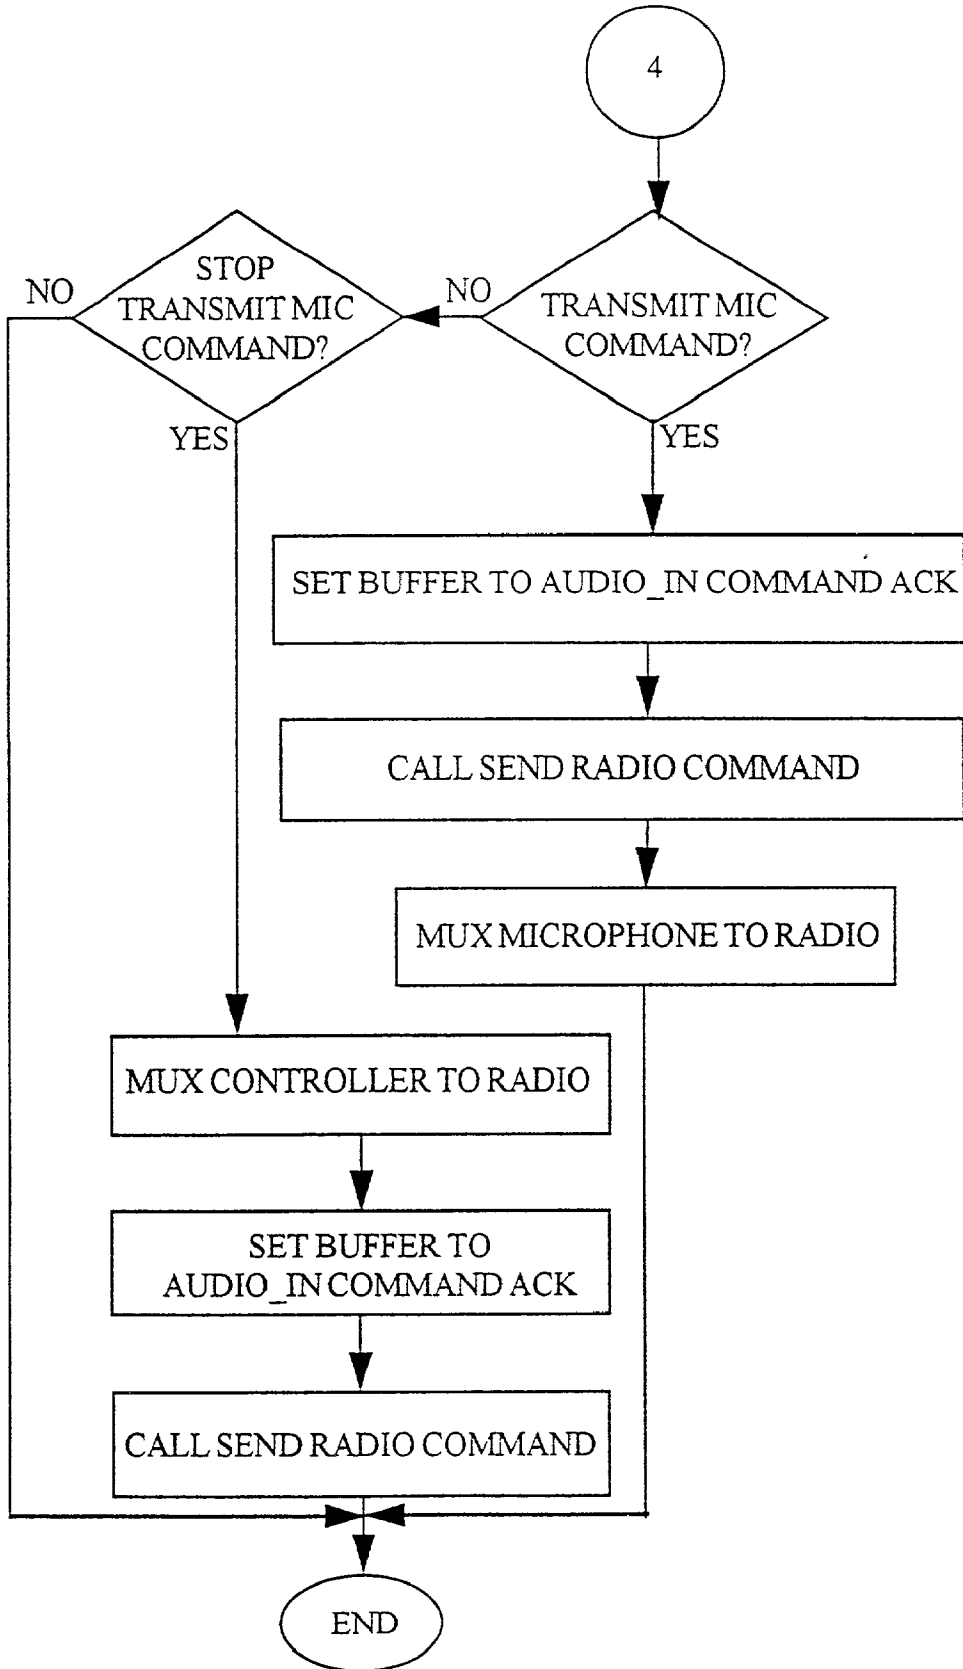 4
TRANSMIT MIC
COMMAND?
NO
YES
STOP
TRANSMIT MIC
COMMAND?
NO
YES
SET BUFFER TO AUDIO_IN COMMAND ACK
CALL SEND RADIO COMMAND
MUX MICROPHONE TO RADIO
MUX CONTROLLER TO RADIO
SET BUFFER TO
AUDIO_IN COMMAND ACK
CALL SEND RADIO COMMAND
END